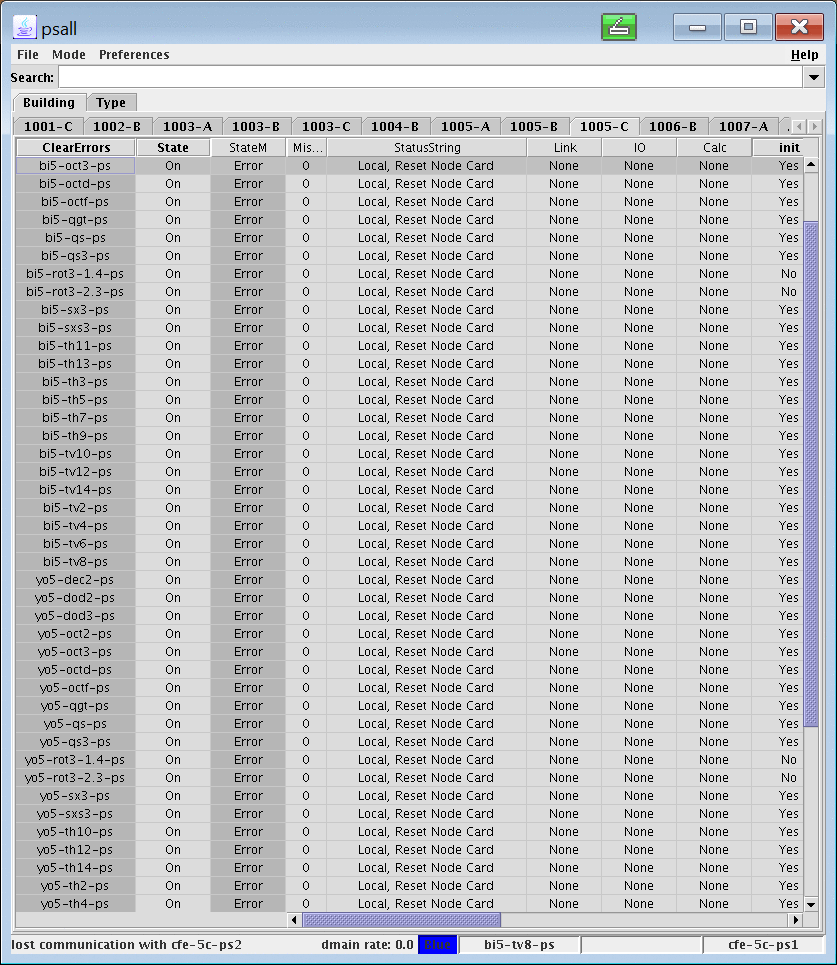 psall
File Mode Preferences Help
Search:
Building Type
1001-C 1002-B 1003-A 1003-B 1003-C 1004-B 1005-A 1005-B 1005-C 1006-B 1007-A
ClearErrors State StateM Mis... StatusString Link IO Calc init
bi5-oct3-ps On Error 0 Local, Reset Node Card None None None Yes
bi5-octd-ps On Error 0 Local, Reset Node Card None None None Yes
bi5-octf-ps On Error 0 Local, Reset Node Card None None None Yes
bi5-qgt-ps On Error 0 Local, Reset Node Card None None None Yes
bi5-qs-ps On Error 0 Local, Reset Node Card None None None Yes
bi5-qs3-ps On Error 0 Local, Reset Node Card None None None Yes
bi5-rot3-1.4-ps On Error 0 Local, Reset Node Card None None None No
bi5-rot3-2.3-ps On Error 0 Local, Reset Node Card None None None No
bi5-sx3-ps On Error 0 Local, Reset Node Card None None None Yes
bi5-sxs3-ps On Error 0 Local, Reset Node Card None None None Yes
bi5-th11-ps On Error 0 Local, Reset Node Card None None None Yes
bi5-th13-ps On Error 0 Local, Reset Node Card None None None Yes
bi5-th3-ps On Error 0 Local, Reset Node Card None None None Yes
bi5-th5-ps On Error 0 Local, Reset Node Card None None None Yes
bi5-th7-ps On Error 0 Local, Reset Node Card None None None Yes
bi5-th9-ps On Error 0 Local, Reset Node Card None None None Yes
bi5-tv10-ps On Error 0 Local, Reset Node Card None None None Yes
bi5-tv12-ps On Error 0 Local, Reset Node Card None None None Yes
bi5-tv14-ps On Error 0 Local, Reset Node Card None None None Yes
bi5-tv2-ps On Error 0 Local, Reset Node Card None None None Yes
bi5-tv4-ps On Error 0 Local, Reset Node Card None None None Yes
bi5-tv6-ps On Error 0 Local, Reset Node Card None None None Yes
bi5-tv8-ps On Error 0 Local, Reset Node Card None None None Yes
yo5-dec2-ps On Error 0 Local, Reset Node Card None None None Yes
yo5-dod2-ps On Error 0 Local, Reset Node Card None None None Yes
yo5-dod3-ps On Error 0 Local, Reset Node Card None None None Yes
yo5-oct2-ps On Error 0 Local, Reset Node Card None None None Yes
yo5-oct3-ps On Error 0 Local, Reset Node Card None None None Yes
yo5-octd-ps On Error 0 Local, Reset Node Card None None None Yes
yo5-octf-ps On Error 0 Local, Reset Node Card None None None Yes
yo5-qgt-ps On Error 0 Local, Reset Node Card None None None Yes
yo5-qs-ps On Error 0 Local, Reset Node Card None None None Yes
yo5-qs3-ps On Error 0 Local, Reset Node Card None None None Yes
yo5-rot3-1.4-ps On Error 0 Local, Reset Node Card None None None No
yo5-rot3-2.3-ps On Error 0 Local, Reset Node Card None None None No
yo5-sx3-ps On Error 0 Local, Reset Node Card None None None Yes
yo5-sxs3-ps On Error 0 Local, Reset Node Card None None None Yes
yo5-th10-ps On Error 0 Local, Reset Node Card None None None Yes
yo5-th12-ps On Error 0 Local, Reset Node Card None None None Yes
yo5-th14-ps On Error 0 Local, Reset Node Card None None None Yes
yo5-th2-ps On Error 0 Local, Reset Node Card None None None Yes
yo5-th4-ps On Error 0 Local, Reset Node Card None None None Yes
lost communication with cfe-5c-ps2 dmain rate: 0.0 Blue bi5-tv8-ps cfe-5c-ps1